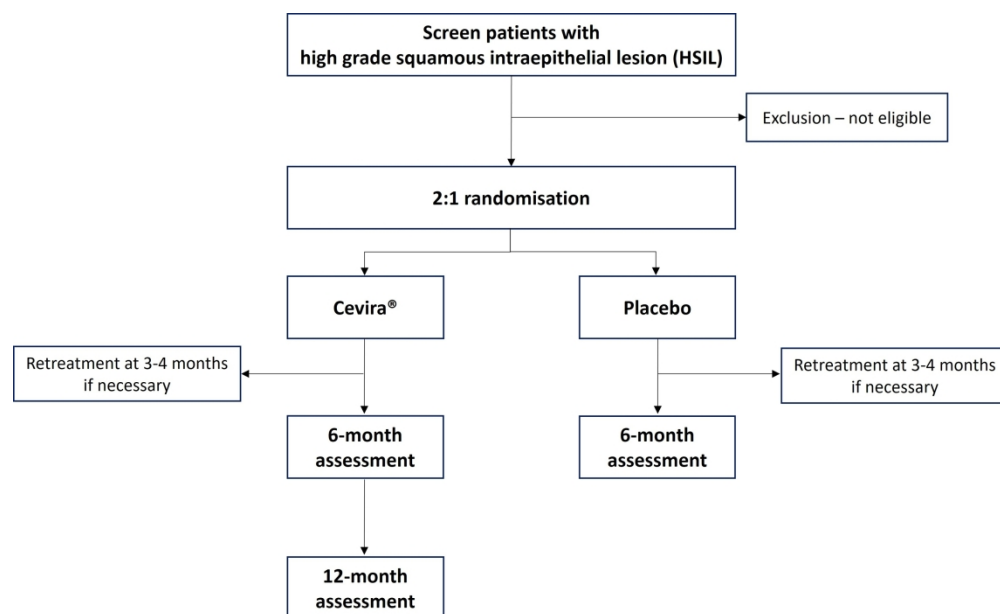 Screen patients with
high grade squamous intraepithelial lesion (HSIL)
Exclusion – not eligible
2:1 randomisation
Cevira®
Placebo
Retreatment at 3-4 months
if necessary
Retreatment at 3-4 months
if necessary
6-month
assessment
6-month
assessment
12-month
assessment